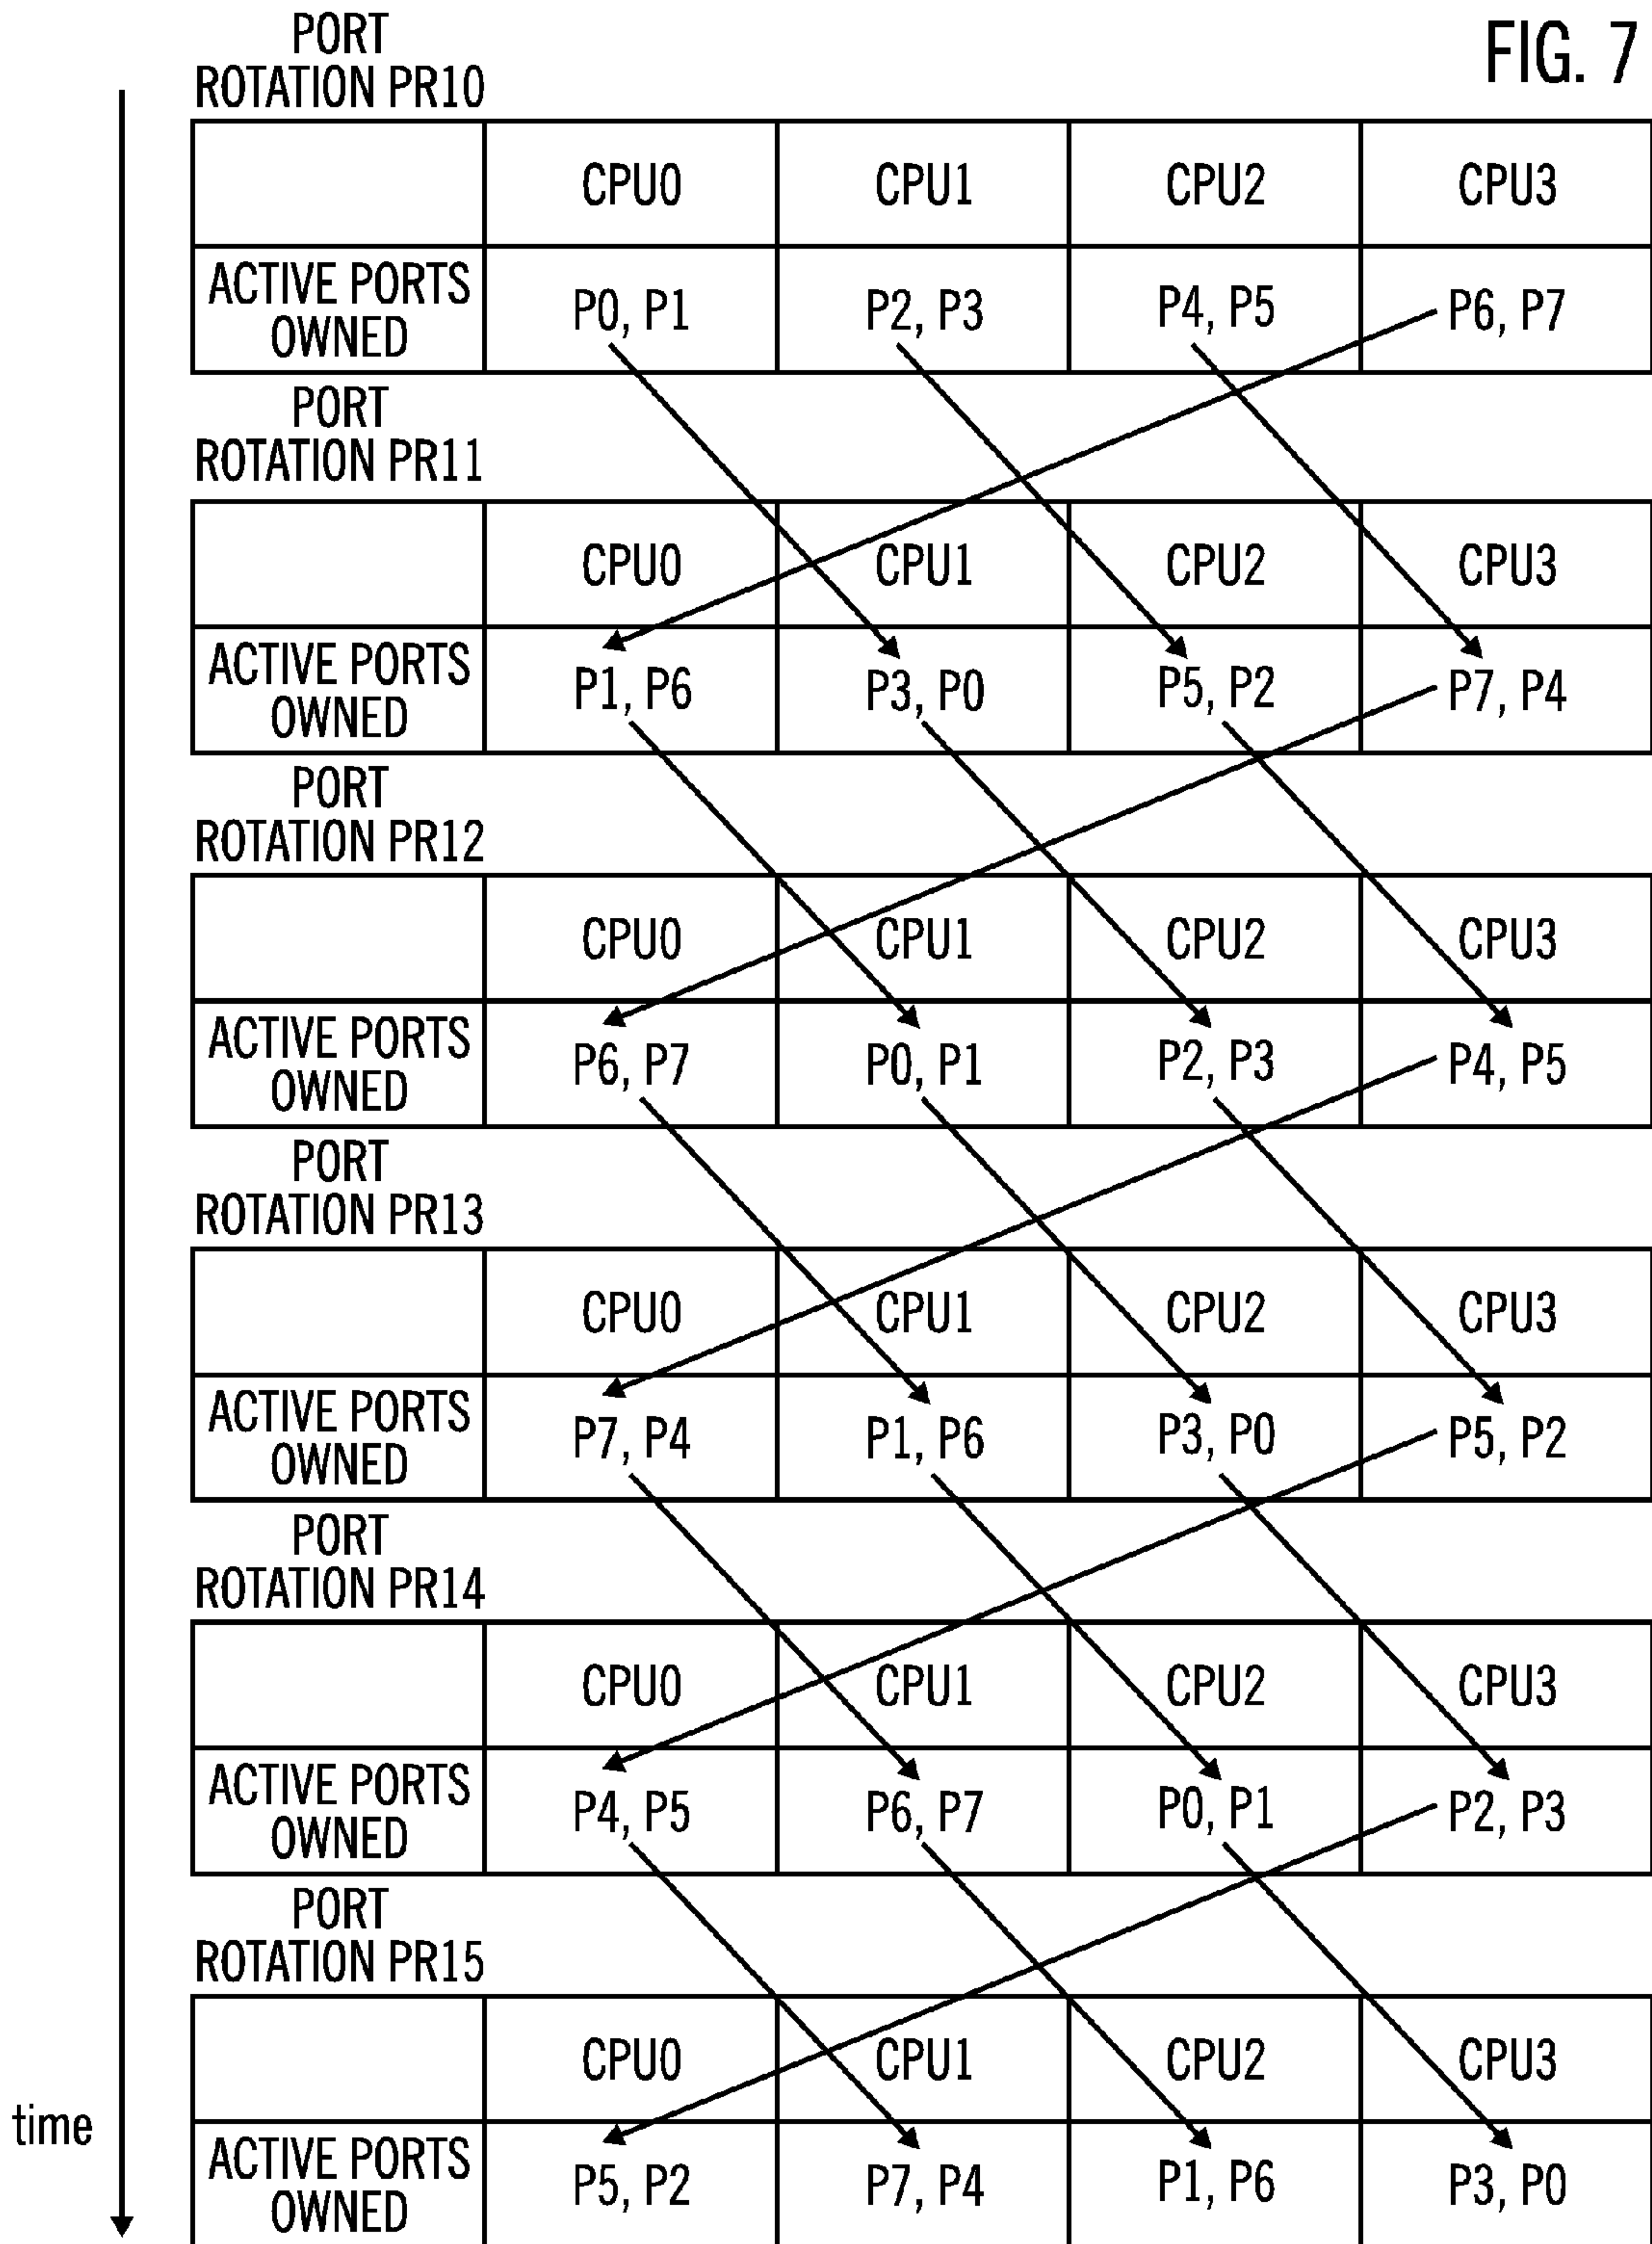 FIG. 7
PORT
ROTATION PR10
CPU0 CPU1 CPU2 CPU3
ACTIVE PORTS
OWNED
P0, P1 P2, P3 P4, P5 P6, P7
PORT
ROTATION PR11
CPU0 CPU1 CPU2 CPU3
ACTIVE PORTS
OWNED
P1, P6 P3, P0 P5, P2 P7, P4
PORT
ROTATION PR12
CPU0 CPU1 CPU2 CPU3
ACTIVE PORTS
OWNED
P6, P7 P0, P1 P2, P3 P4, P5
PORT
ROTATION PR13
CPU0 CPU1 CPU2 CPU3
ACTIVE PORTS
OWNED
P7, P4 P1, P6 P3, P0 P5, P2
PORT
ROTATION PR14
CPU0 CPU1 CPU2 CPU3
ACTIVE PORTS
OWNED
P4, P5 P6, P7 P0, P1 P2, P3
PORT
ROTATION PR15
CPU0 CPU1 CPU2 CPU3
time
ACTIVE PORTS
OWNED
P5, P2 P7, P4 P1, P6 P3, P0